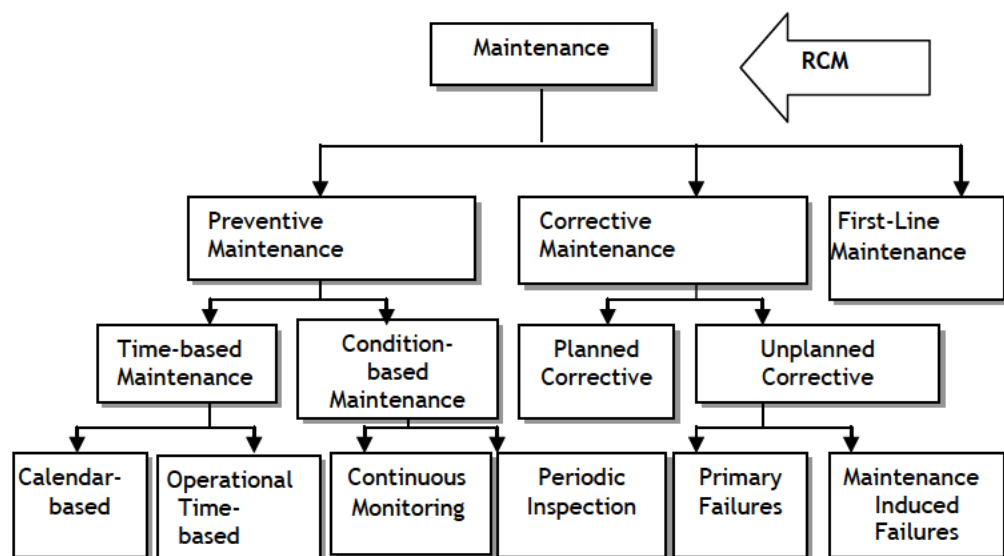 Maintenance
RCM
Preventive
Maintenance
Corrective
Maintenance
First-Line
Maintenance
Time-based
Maintenance
Condition-
based
Maintenance
Planned
Corrective
Unplanned
Corrective
Calendar-
based
Operational
Time-
based
Continuous
Monitoring
Periodic
Inspection
Primary
Failures
Maintenance
Induced
Failures